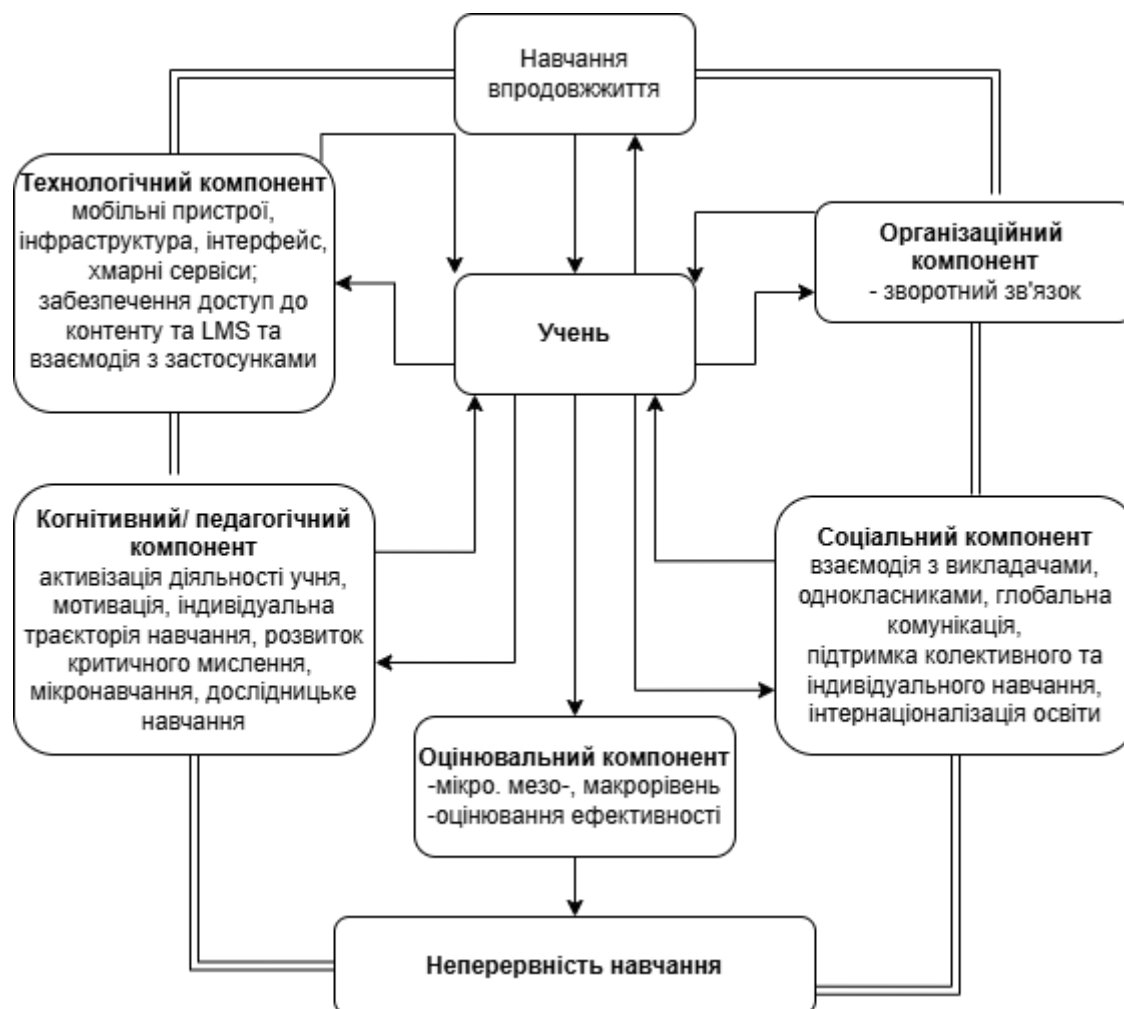 Навчання
впродовжжиття
Технологічний компонент
мобільні пристрої,
інфраструктура, інтерфейс,
хмарні сервіси;
забезпечення доступ до
контенту та LMS та
взаємодія з застосунками
Організаційний
компонент
- зворотний зв'язок
Учень
Когнітивний/ педагогічний
компонент
активізація діяльності учня,
мотивація, індивідуальна
траєкторія навчання, розвиток
критичного мислення,
мікронавчання, дослідницьке
навчання
Соціальний компонент
взаємодія з викладачами,
однокласниками, глобальна
комунікація,
підтримка колективного та
індивідуального навчання,
інтернаціоналізація освіти
Оцінювальний компонент
-мікро. мезо-, макрорівень
-оцінювання ефективності
Неперервність навчання